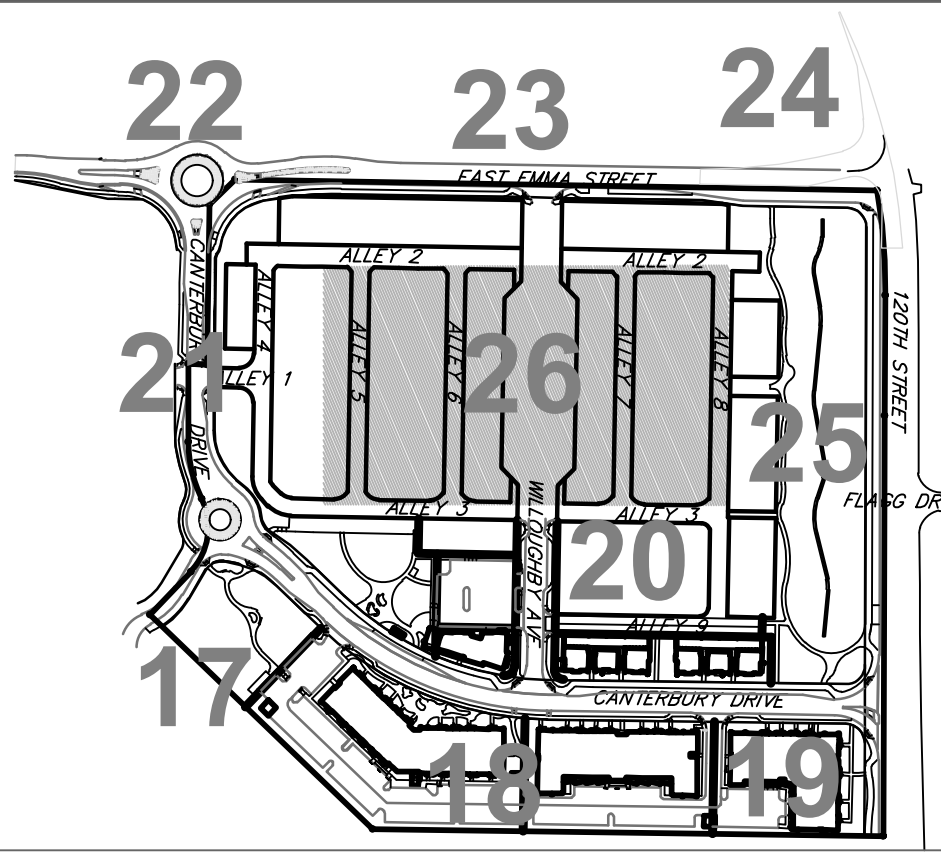 22
23
24
EAST EMMA STREET
CANTERBURY
DRIVE
ALLEY 2
ALLEY 2
ALLEY 4
ALLEY 5
ALLEY 6
ALLEY 7
ALLEY 8
120TH STREET
21
ALLEY 1
26
25
FLAGG DR
ALLEY 3
ALLEY 3
WILLOUGHBY AVE
20
ALLEY 9
17
CANTERBURY DRIVE
18
19